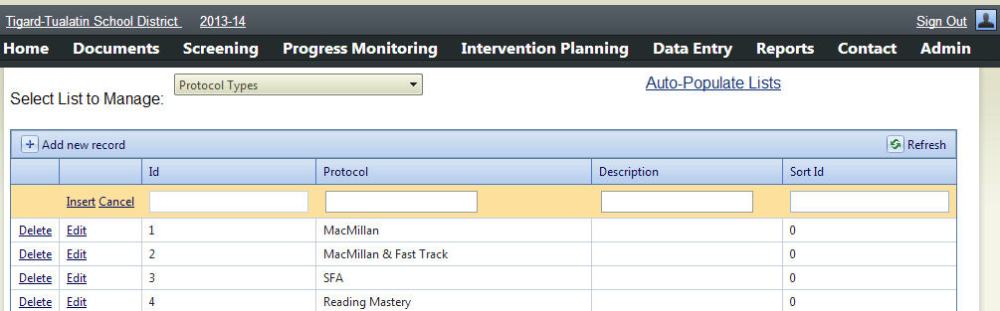 Tigard-Tualatin School District 2013-14 Sign Out
Home Documents Screening Progress Monitoring Intervention Planning Data Entry Reports Contact Admin
Select List to Manage: Protocol Types Auto-Populate Lists
Add new record Refresh
Id Protocol Description Sort Id
Insert Cancel
Delete Edit 1 MacMillan 0
Delete Edit 2 MacMillan & Fast Track 0
Delete Edit 3 SFA 0
Delete Edit 4 Reading Mastery 0